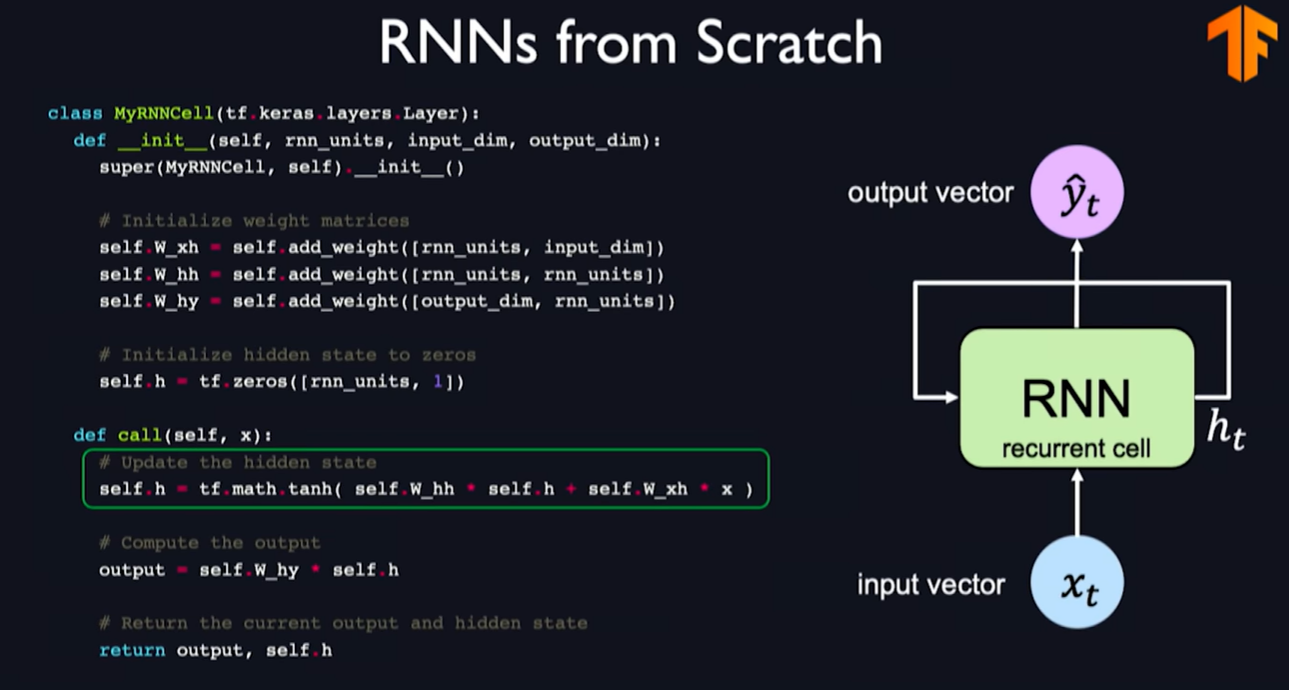 RNNs from Scratch
class MyRNNCell(tf.keras.layers.Layer):
def __init__(self, rnn_units, input_dim, output_dim):
super(MyRNNCell, self).__init__()
# Initialize weight matrices
self.W_xh = self.add_weight([rnn_units, input_dim])
self.W_hh = self.add_weight([rnn_units, rnn_units])
self.W_hy = self.add_weight([output_dim, rnn_units])
# Initialize hidden state to zeros
self.h = tf.zeros([rnn_units, 1])
def call(self, x):
# Update the hidden state
self.h = tf.math.tanh( self.W_hh * self.h + self.W_xh * x )
# Compute the output
output = self.W_hy * self.h
# Return the current output and hidden state
return output, self.h
output vector
ŷ_t
RNN
recurrent cell
h_t
input vector
x_t